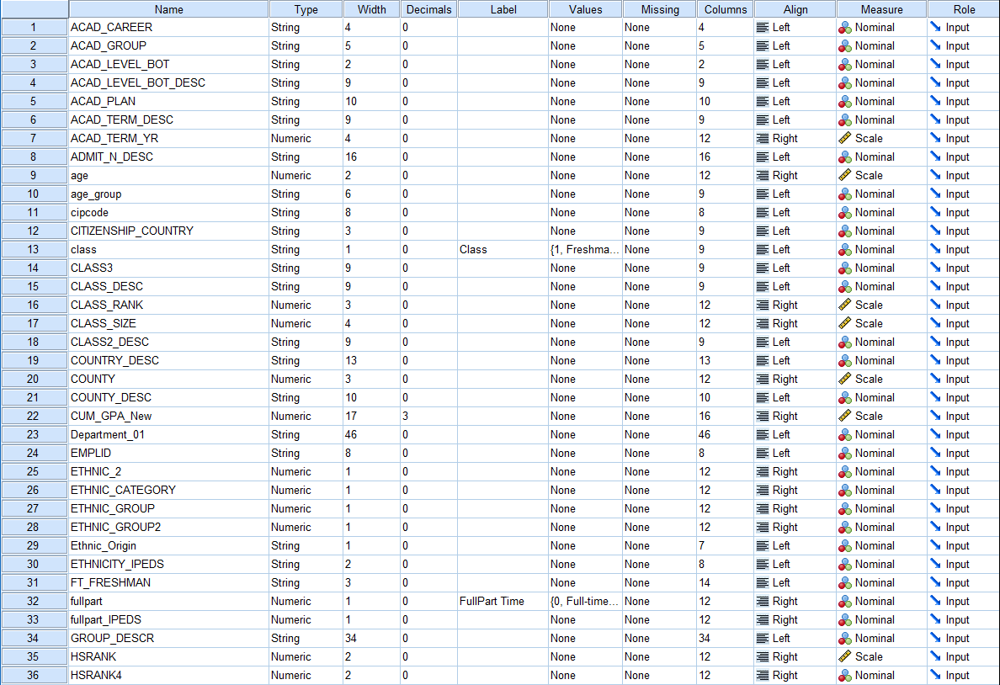 Name Type Width Decimals Label Values Missing Columns Align Measure Role
1 ACAD_CAREER String 4 0 None None 4 Left Nominal Input
2 ACAD_GROUP String 5 0 None None 5 Left Nominal Input
3 ACAD_LEVEL_BOT String 2 0 None None 2 Left Nominal Input
4 ACAD_LEVEL_BOT_DESC String 9 0 None None 9 Left Nominal Input
5 ACAD_PLAN String 10 0 None None 10 Left Nominal Input
6 ACAD_TERM_DESC String 9 0 None None 9 Left Nominal Input
7 ACAD_TERM_YR Numeric 4 0 None None 12 Right Scale Input
8 ADMIT_N_DESC String 16 0 None None 16 Left Nominal Input
9 age Numeric 2 0 None None 12 Right Scale Input
10 age_group String 6 0 None None 9 Left Nominal Input
11 cipcode String 8 0 None None 8 Left Nominal Input
12 CITIZENSHIP_COUNTRY String 3 0 None None 9 Left Nominal Input
13 class String 1 0 Class {1, Freshma... None 9 Left Nominal Input
14 CLASS3 String 9 0 None None 9 Left Nominal Input
15 CLASS_DESC String 9 0 None None 9 Left Nominal Input
16 CLASS_RANK Numeric 3 0 None None 12 Right Scale Input
17 CLASS_SIZE Numeric 4 0 None None 12 Right Scale Input
18 CLASS2_DESC String 9 0 None None 9 Left Nominal Input
19 COUNTRY_DESC String 13 0 None None 13 Left Nominal Input
20 COUNTY Numeric 3 0 None None 12 Right Scale Input
21 COUNTY_DESC String 10 0 None None 10 Left Nominal Input
22 CUM_GPA_New Numeric 17 3 None None 16 Right Scale Input
23 Department_01 String 46 0 None None 46 Left Nominal Input
24 EMPLID String 8 0 None None 8 Left Nominal Input
25 ETHNIC_2 Numeric 1 0 None None 12 Right Nominal Input
26 ETHNIC_CATEGORY Numeric 1 0 None None 12 Right Nominal Input
27 ETHNIC_GROUP Numeric 1 0 None None 12 Right Nominal Input
28 ETHNIC_GROUP2 Numeric 1 0 None None 12 Right Nominal Input
29 Ethnic_Origin String 1 0 None None 7 Left Nominal Input
30 ETHNICITY_IPEDS String 2 0 None None 8 Left Nominal Input
31 FT_FRESHMAN String 3 0 None None 14 Left Nominal Input
32 fullpart Numeric 1 0 FullPart Time {0, Full-time... None 12 Right Nominal Input
33 fullpart_IPEDS Numeric 1 0 None None 12 Right Nominal Input
34 GROUP_DESCR String 34 0 None None 34 Left Nominal Input
35 HSRANK Numeric 2 0 None None 12 Right Scale Input
36 HSRANK4 Numeric 2 0 None None 12 Right Nominal Input